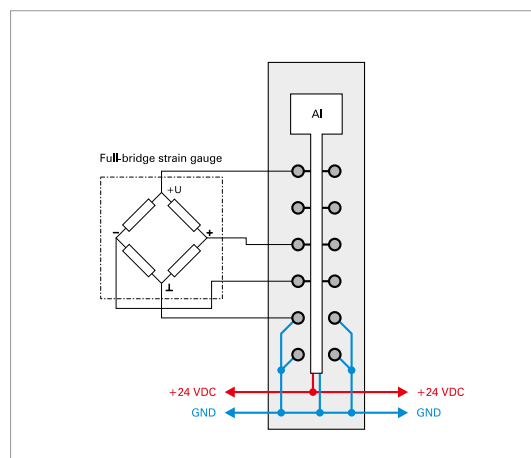 AI
Full-bridge strain gauge
+U
-
+
⊥
+24 VDC
+24 VDC
GND
GND